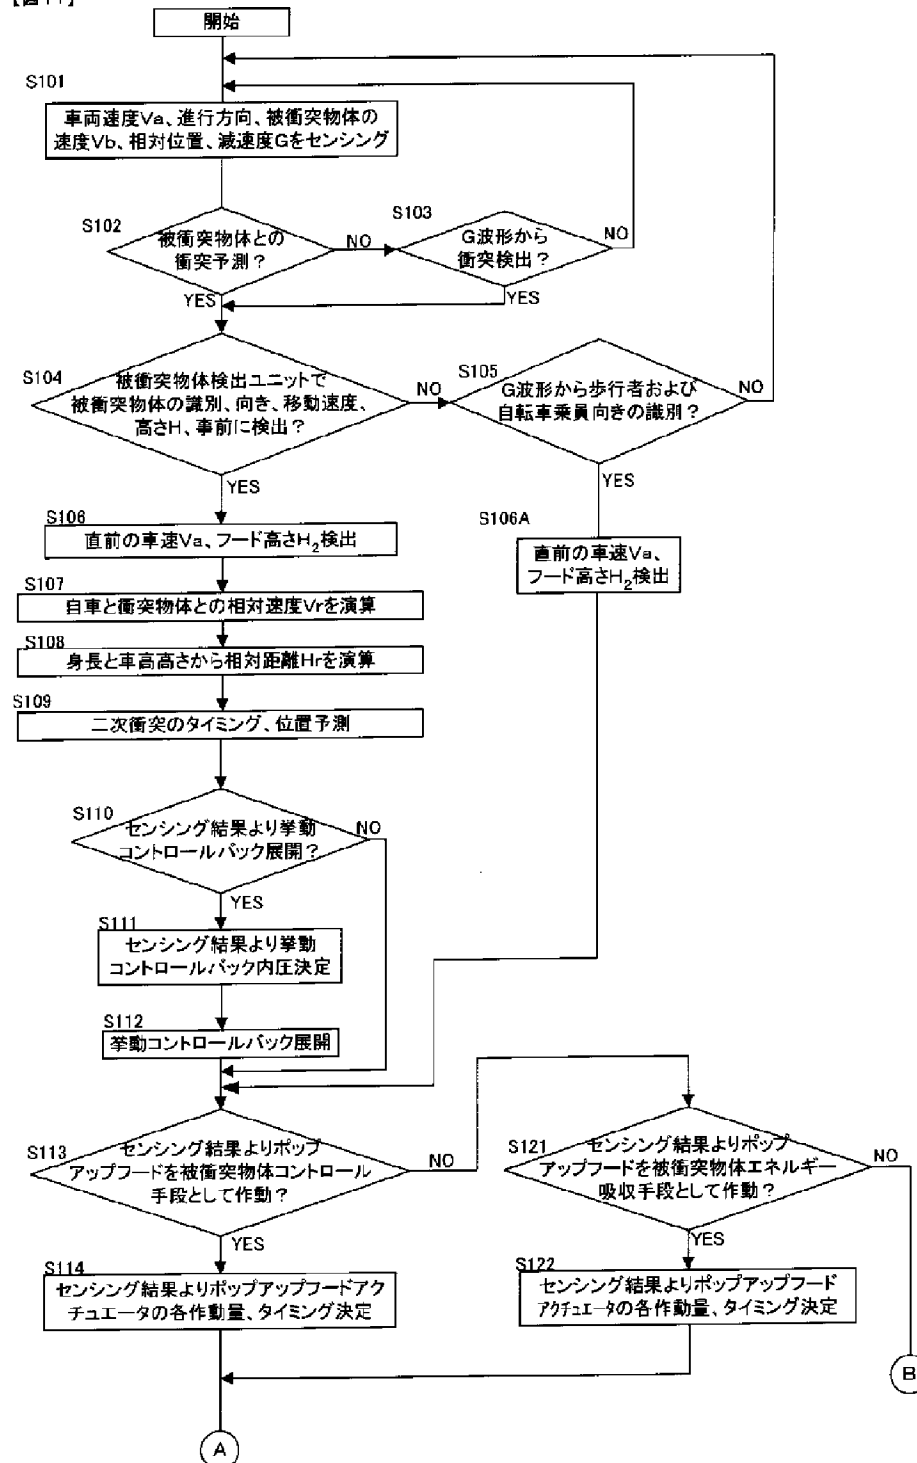 開始
S101
車両速度Va、進行方向、被衝突物体の
速度Vb、相対位置、減速度Gをセンシング
S102
被衝突物体との
衝突予測？
NO
YES
S103
G波形から
衝突検出？
NO
YES
S104
被衝突物体検出ユニットで
被衝突物体の識別、向き、移動速度、
高さH、事前に検出？
NO
YES
S105
G波形から歩行者および
自転車乗員向きの識別？
NO
YES
S106
直前の車速Va、フード高さH₂検出
S106A
直前の車速Va、
フード高さH₂検出
S107
自車と衝突物体との相対速度Vrを演算
S108
身長と車高高さから相対距離Hrを演算
S109
二次衝突のタイミング、位置予測
S110
センシング結果より挙動
コントロールバック展開？
NO
YES
S111
センシング結果より挙動
コントロールバック内圧決定
S112
挙動コントロールバック展開
S113
センシング結果よりポップ
アップフードを被衝突物体コントロール
手段として作動？
NO
YES
S121
センシング結果よりポップ
アップフードを被衝突物体エネルギー
吸収手段として作動？
NO
YES
S114
センシング結果よりポップアップフードアク
チュエータの各作動量、タイミング決定
S122
センシング結果よりポップアップフード
アクチュエータの各作動量、タイミング決定
B
A